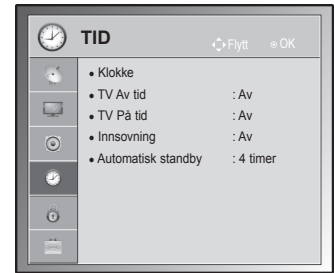 TID
Flytt OK
• Klokke
• TV Av tid : Av
• TV På tid : Av
• Innsovning : Av
• Automatisk standby : 4 timer